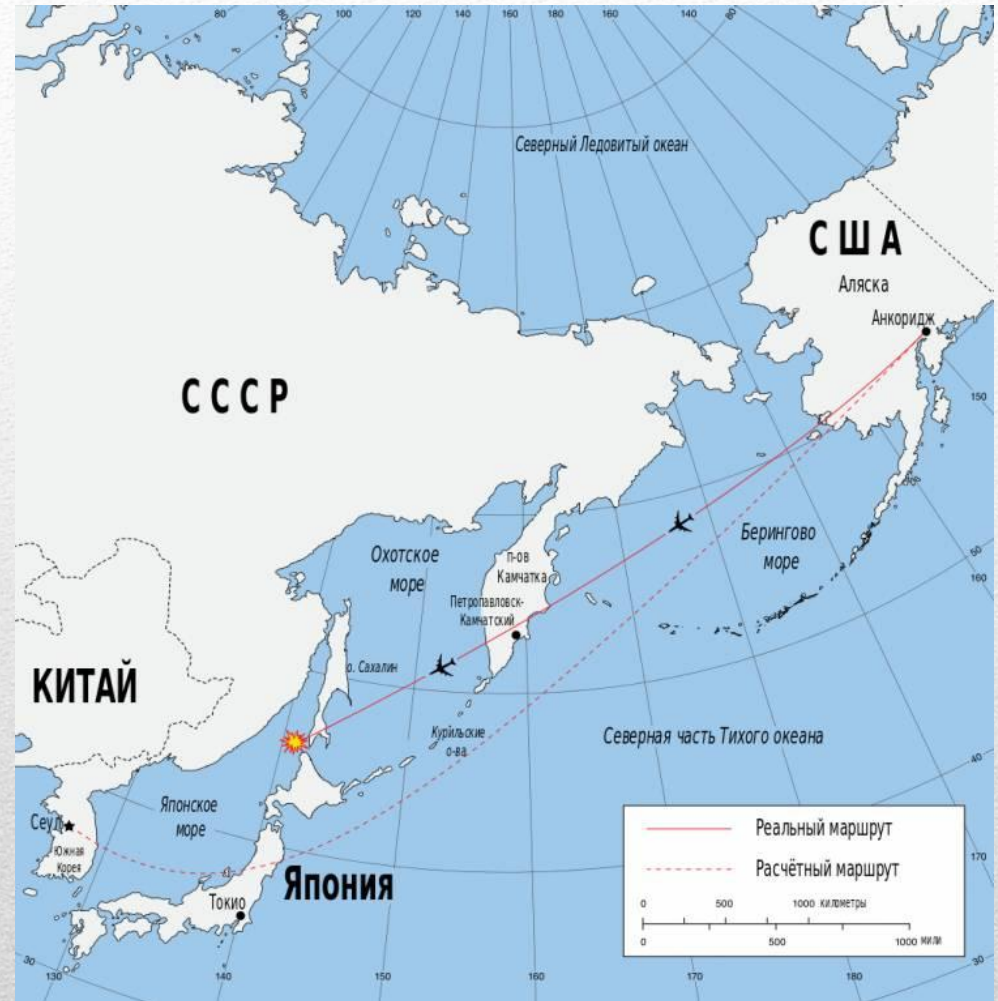 80 100 120 140 160 180 160 140 80
Северный Ледовитый океан
США
Аляска
Анкоридж
СССР
150
Охотское
море
п-ов
Камчатка
Петропавловск-
Камчатский
Берингово
море
50
160
КИТАЙ
о. Сахалин
Курильские
о-ва
Северная часть Тихого океана
40
Японское
море
Сеул
Южная
Корея
Реальный маршрут
Расчётный маршрут
170
Япония
Токио
0 500 1000 километры
0 500 1000 мили
30 130 140 150 160 170 180 30